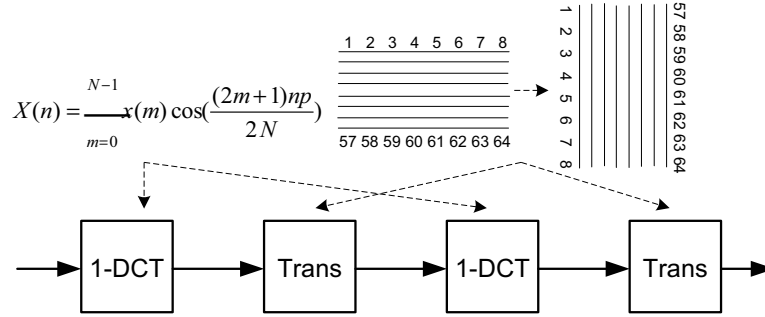 1 2 3 4 5 6 7 8
57 58 59 60 61 62 63 64
1 2 3 4 5 6 7 8
57 58 59 60 61 62 63 64
N−1
X(n) = x(m) cos((2m+1)np / 2N)
m=0
1-DCT Trans 1-DCT Trans